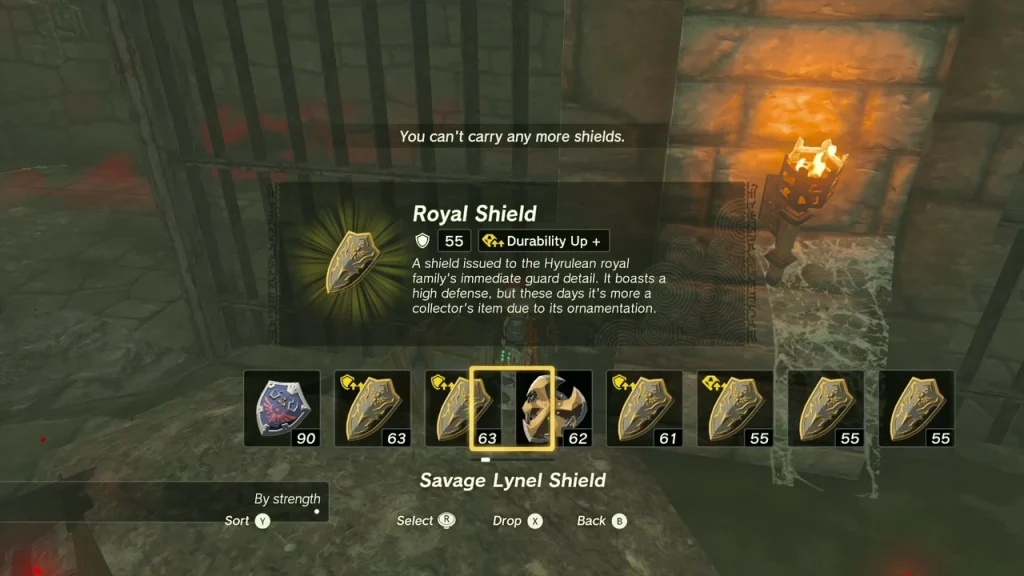 You can't carry any more shields.
Royal Shield
55 Durability Up +
A shield issued to the Hyrulean royal
family's immediate guard detail. It boasts a
high defense, but these days it's more a
collector's item due to its ornamentation.
90 63 63 62 61 55 55 55
Savage Lynel Shield
By strength
Sort Y Select R Drop X Back B